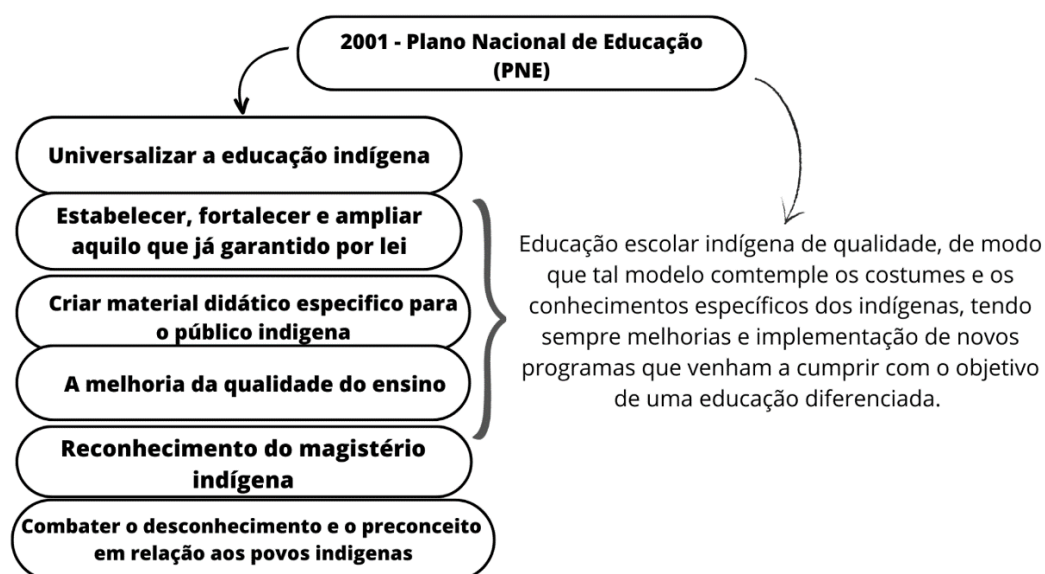 2001 - Plano Nacional de Educação
(PNE)
Universalizar a educação indígena
Estabelecer, fortalecer e ampliar
aquilo que já garantido por lei
Criar material didático especifico para
o público indigena
A melhoria da qualidade do ensino
Reconhecimento do magistério
indígena
Combater o desconhecimento e o preconceito
em relação aos povos indigenas
Educação escolar indígena de qualidade, de modo
que tal modelo comtemple os costumes e os
conhecimentos específicos dos indígenas, tendo
sempre melhorias e implementação de novos
programas que venham a cumprir com o objetivo
de uma educação diferenciada.